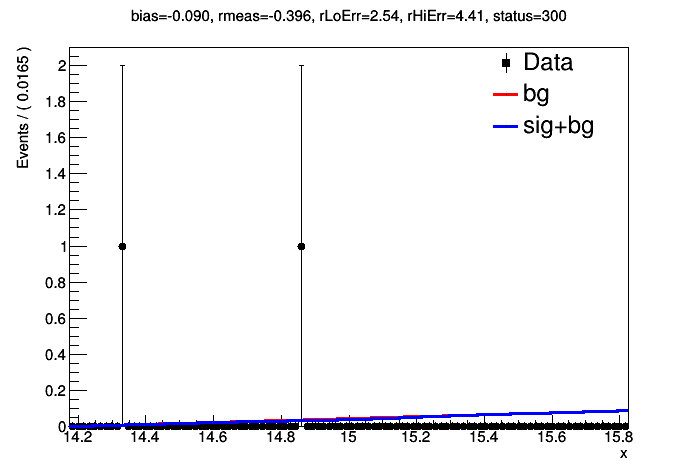 bias=-0.090, rmeas=-0.396, rLoErr=2.54, rHiErr=4.41, status=300
Events / ( 0.0165 )
2
1.8
1.6
1.4
1.2
1
0.8
0.6
0.4
0.2
0
Data
bg
sig+bg
14.2 14.4 14.6 14.8 15 15.2 15.4 15.6 15.8
x